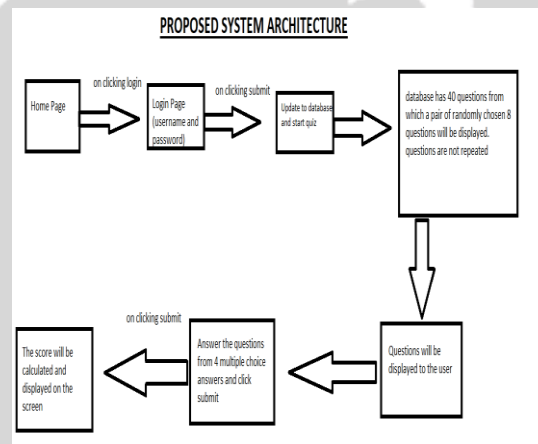 PROPOSED SYSTEM ARCHITECTURE
on clicking login
on clicking submit
Home Page
Login Page
(username and
password)
Update to database
and start quiz
database has 40 questions from
which a pair of randomly chosen 8
questions will be displayed.
questions are not repeated
Questions will be
displayed to the user
Answer the questions
from 4 multiple choice
answers and click
submit
on clicking submit
The score will be
calculated and
displayed on the
screen